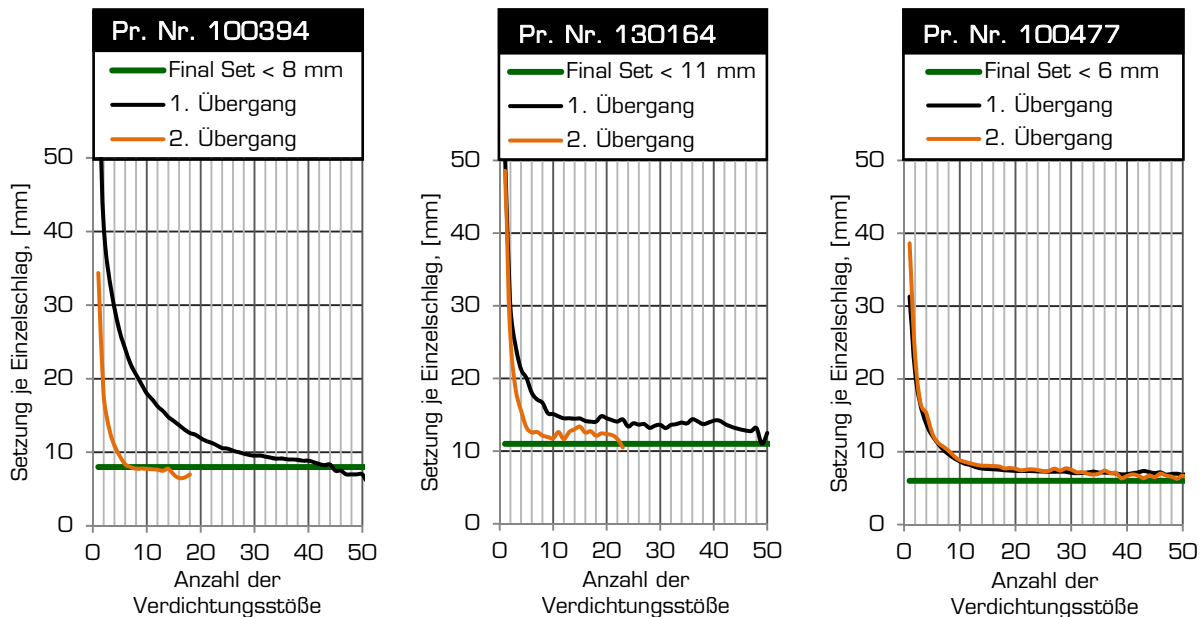 Pr. Nr. 100394
Final Set < 8 mm
1. Übergang
2. Übergang
Setzung je Einzelschlag, [mm]
50
40
30
20
10
0
0 10 20 30 40 50
Anzahl der
Verdichtungsstöße
Pr. Nr. 130164
Final Set < 11 mm
1. Übergang
2. Übergang
Setzung je Einzelschlag, [mm]
50
40
30
20
10
0
0 10 20 30 40 50
Anzahl der
Verdichtungsstöße
Pr. Nr. 100477
Final Set < 6 mm
1. Übergang
2. Übergang
Setzung je Einzelschlag, [mm]
50
40
30
20
10
0
0 10 20 30 40 50
Anzahl der
Verdichtungsstöße